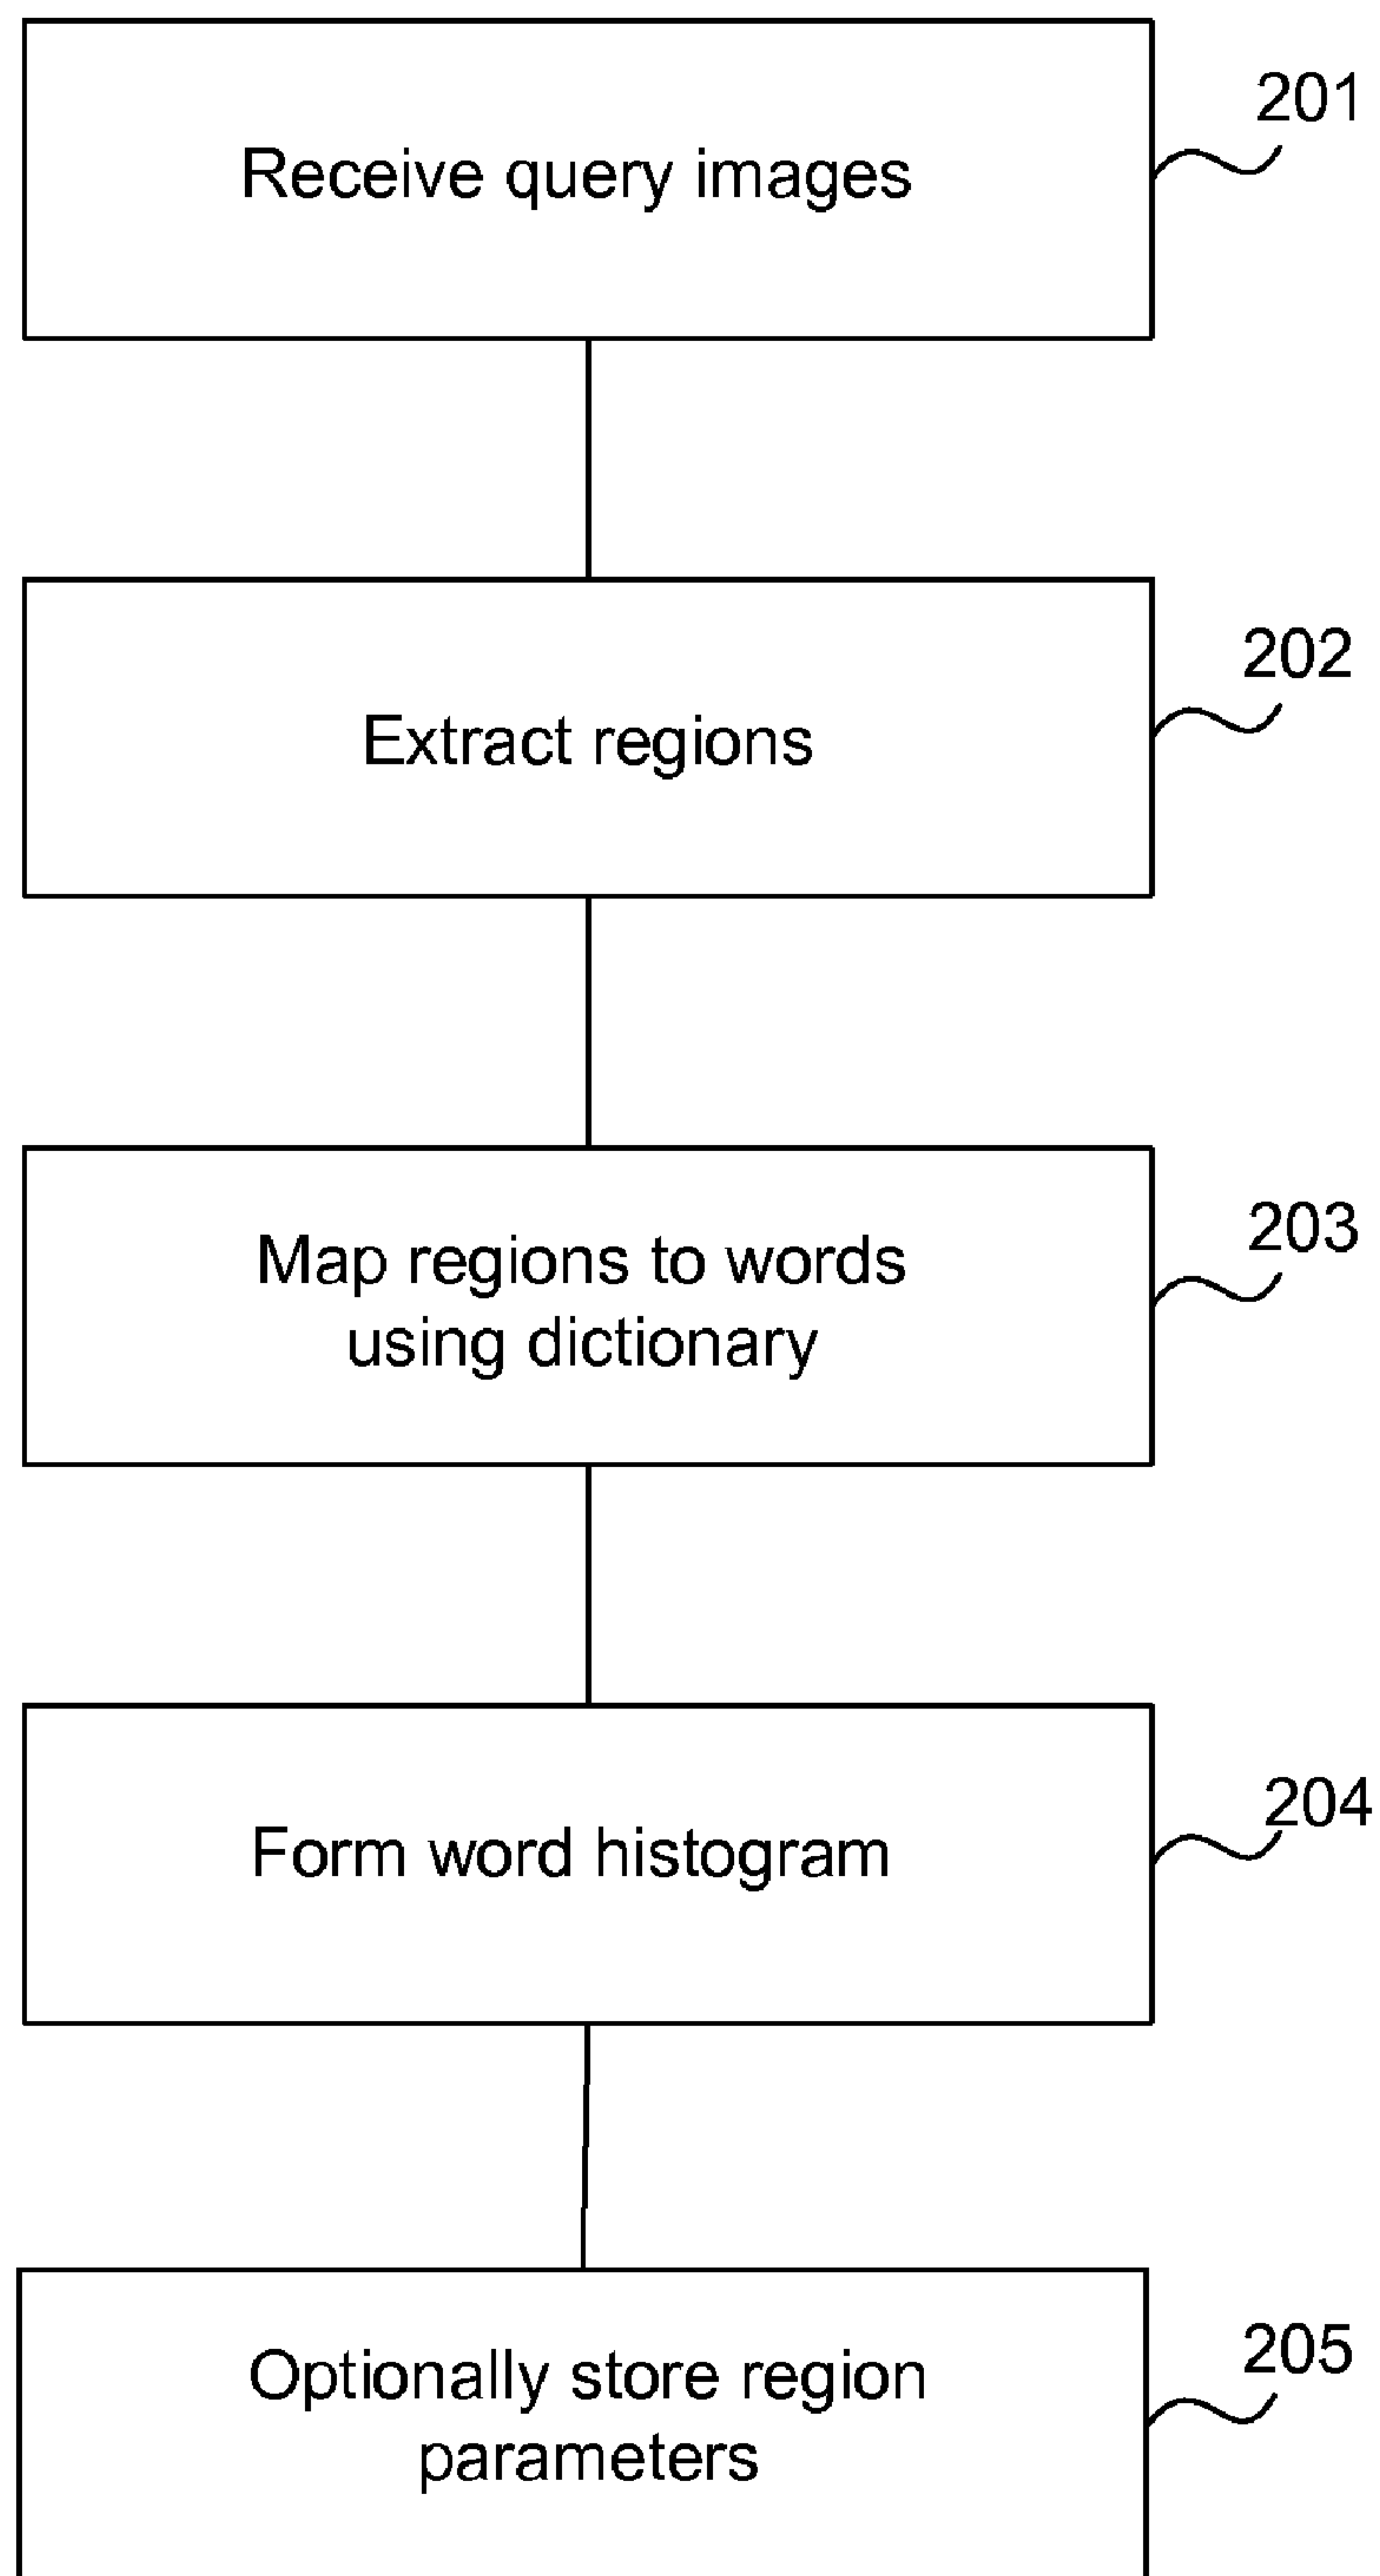 201
Receive query images
202
Extract regions
203
Map regions to words
using dictionary
204
Form word histogram
205
Optionally store region
parameters